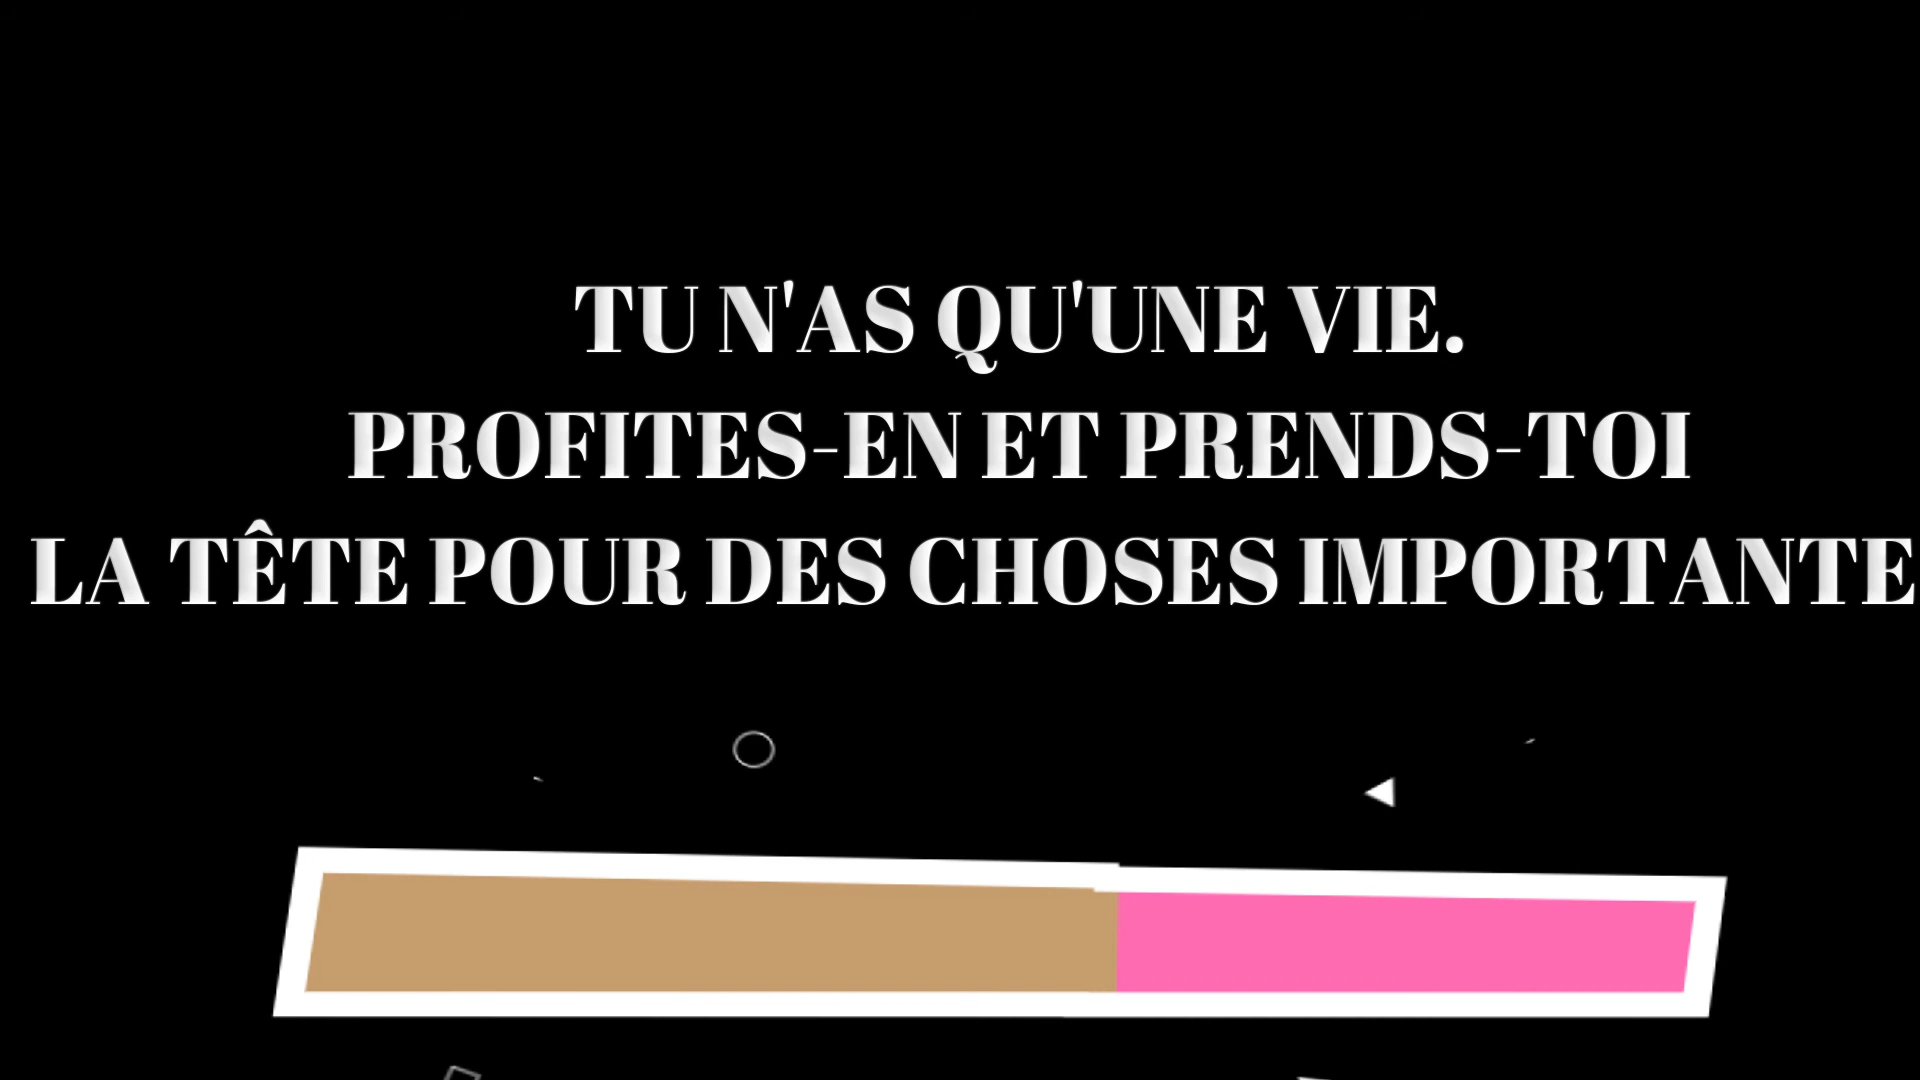 TU N'AS QU'UNE VIE.
PROFITES-EN ET PRENDS-TOI
LA TÊTE POUR DES CHOSES IMPORTANTE